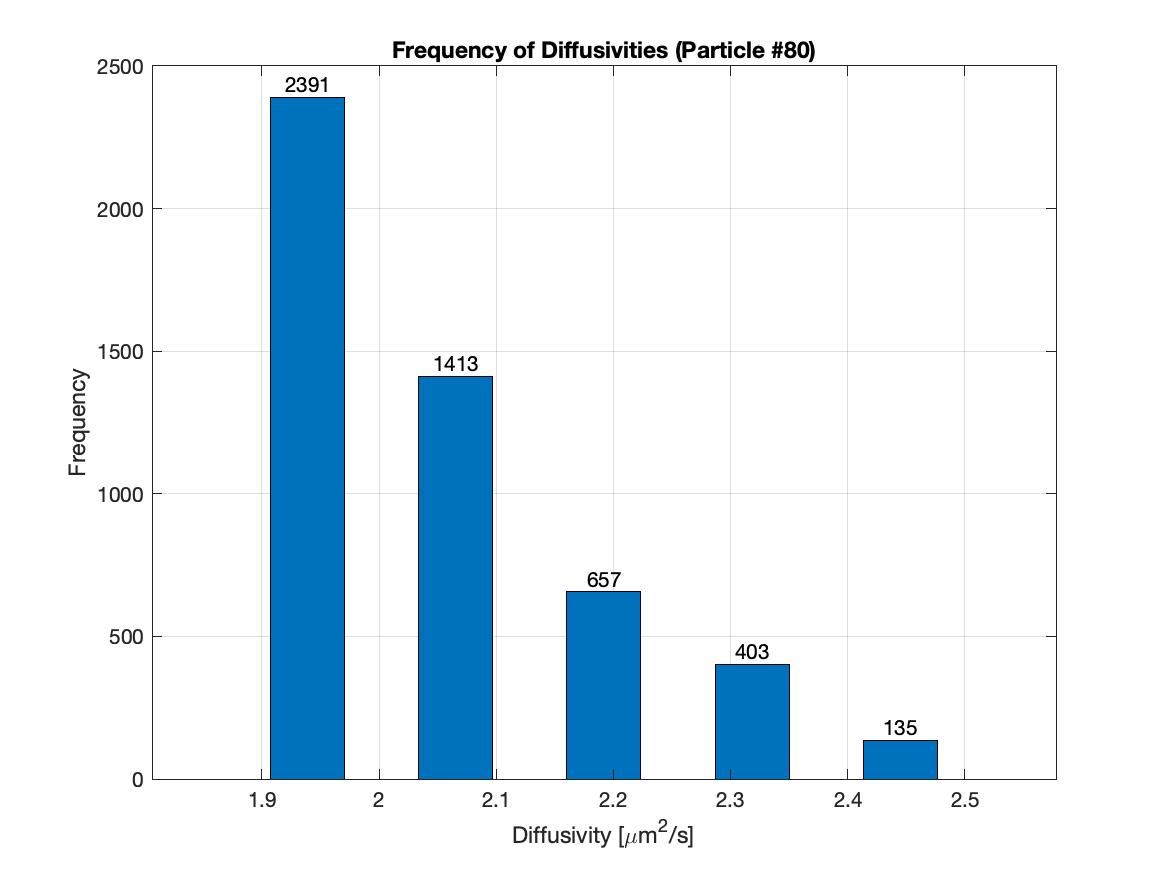 Frequency of Diffusivities (Particle #80)
2500
2391
2000
1500
1413
Frequency
1000
657
500
403
135
0
1.9 2 2.1 2.2 2.3 2.4 2.5
Diffusivity [μm²/s]